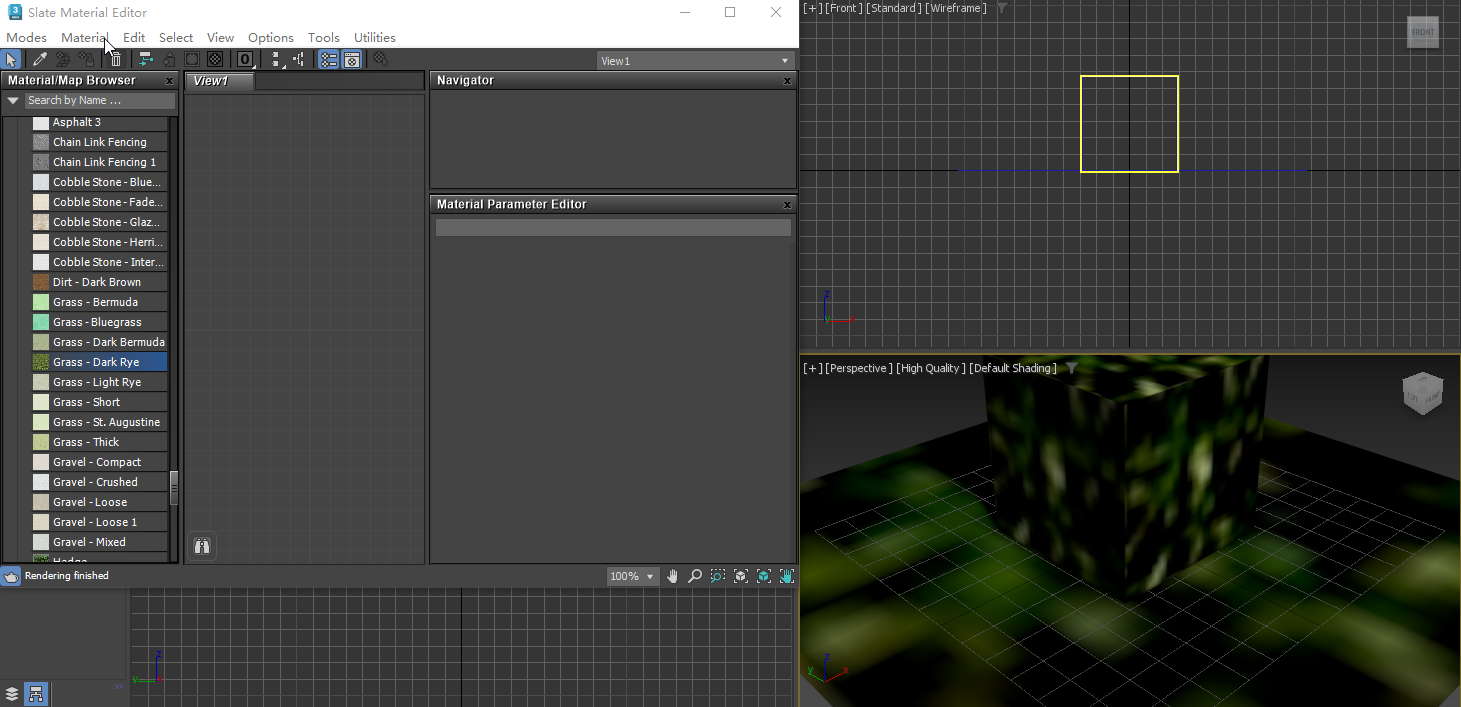 Slate Material Editor
Modes Material Edit Select View Options Tools Utilities
View1
Material/Map Browser
Search by Name ...
Asphalt 3
Chain Link Fencing
Chain Link Fencing 1
Cobble Stone - Blue...
Cobble Stone - Fade...
Cobble Stone - Glaz...
Cobble Stone - Herri...
Cobble Stone - Inter...
Dirt - Dark Brown
Grass - Bermuda
Grass - Bluegrass
Grass - Dark Bermuda
Grass - Dark Rye
Grass - Light Rye
Grass - Short
Grass - St. Augustine
Grass - Thick
Gravel - Compact
Gravel - Crushed
Gravel - Loose
Gravel - Loose 1
Gravel - Mixed
Hedge
View1
Navigator
Material Parameter Editor
Rendering finished
100%
z
y
[+] [Front ] [Standard ] [Wireframe ]
FRONT
z
y
x
[+] [Perspective ] [High Quality ] [Default Shading ]
FRONT
z
y
x